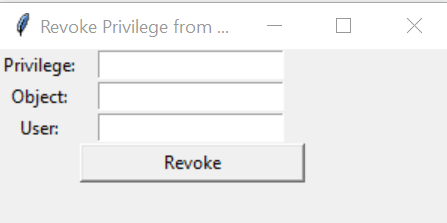 Revoke Privilege from ...
Privilege:
Object:
User:
Revoke